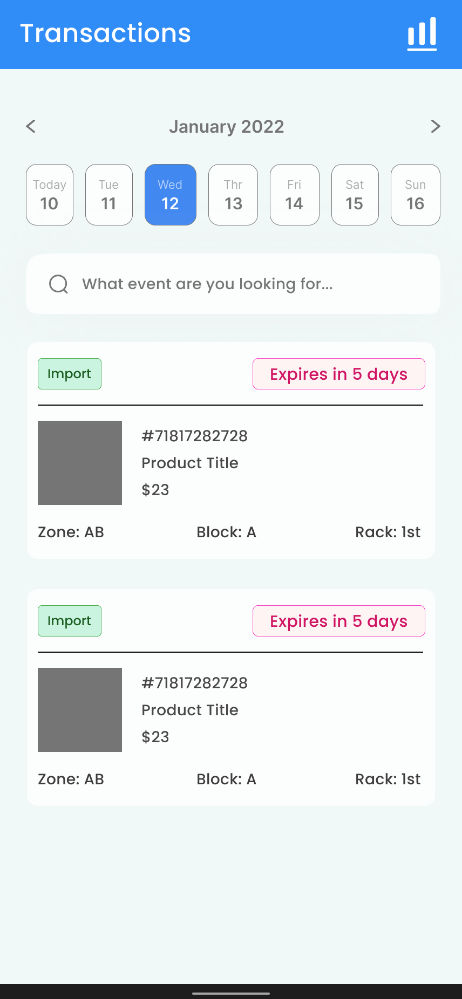 Transactions
January 2022
Today Tue Wed Thr Fri Sat Sun
10 11 12 13 14 15 16
What event are you looking for...
Import Expires in 5 days
#71817282728
Product Title
$23
Zone: AB Block: A Rack: 1st
Import Expires in 5 days
#71817282728
Product Title
$23
Zone: AB Block: A Rack: 1st